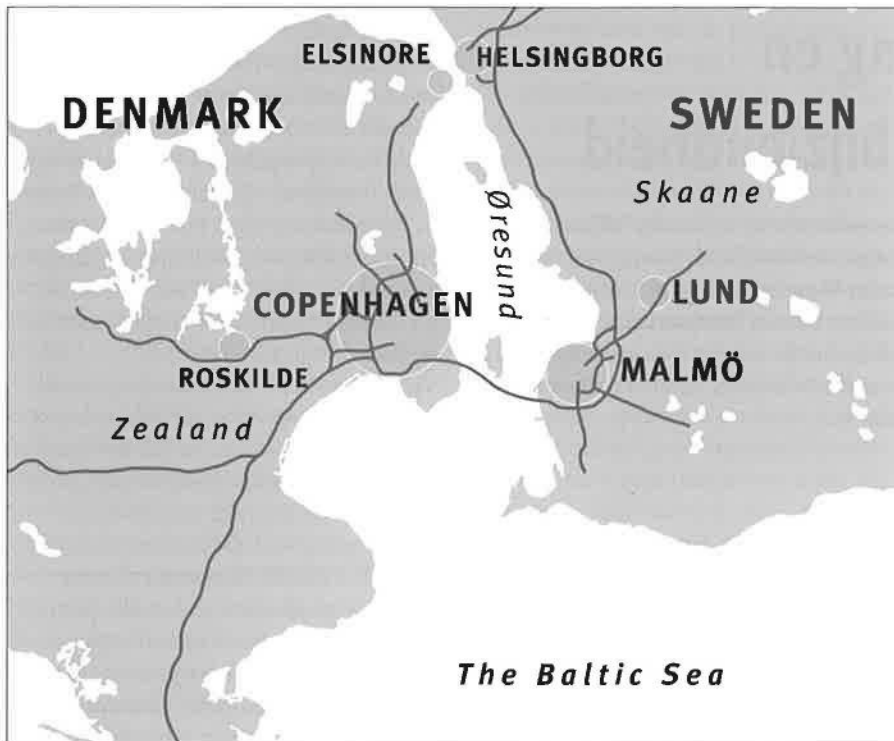 ELSINORE
HELSINGBORG
DENMARK
SWEDEN
Skaane
Øresund
COPENHAGEN
LUND
ROSKILDE
MALMÖ
Zealand
The Baltic Sea